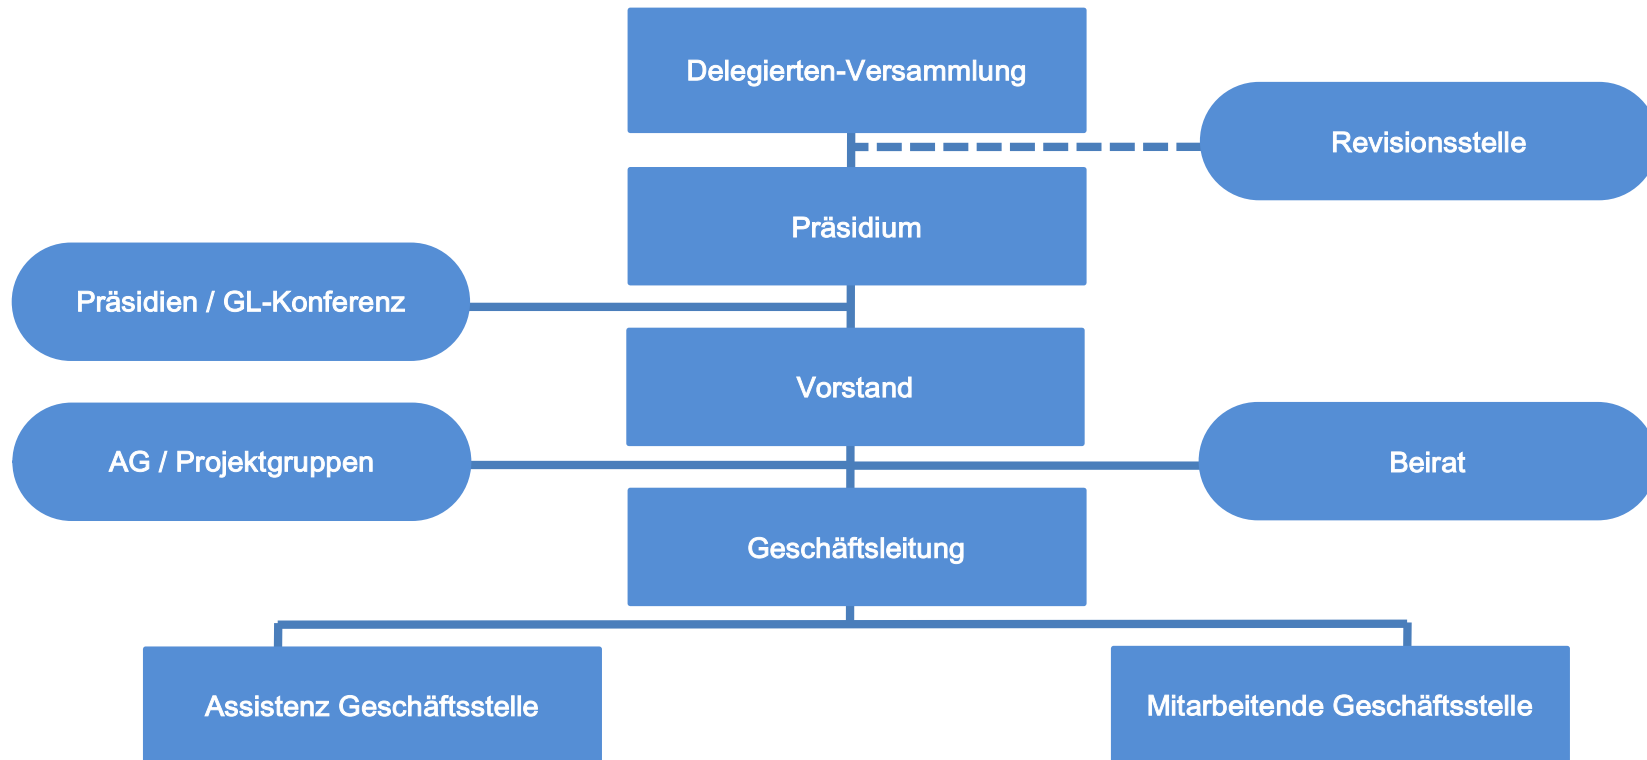 Delegierten-Versammlung
Revisionsstelle
Präsidium
Präsidien / GL-Konferenz
Vorstand
AG / Projektgruppen
Beirat
Geschäftsleitung
Assistenz Geschäftsstelle
Mitarbeitende Geschäftsstelle